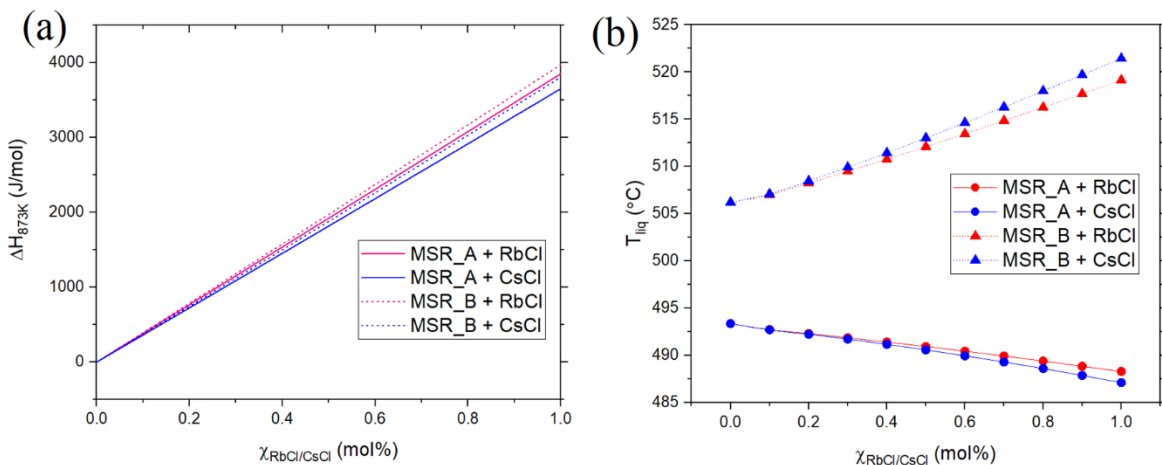 (a)
ΔH873K (J/mol)
4000
3000
2000
1000
0
MSR_A + RbCl
MSR_A + CsCl
MSR_B + RbCl
MSR_B + CsCl
0.0 0.2 0.4 0.6 0.8 1.0
χRbCl/CsCl (mol%)
(b)
Tliq (°C)
525
520
515
510
505
500
495
490
485
MSR_A + RbCl
MSR_A + CsCl
MSR_B + RbCl
MSR_B + CsCl
0.0 0.2 0.4 0.6 0.8 1.0
χRbCl/CsCl (mol%)